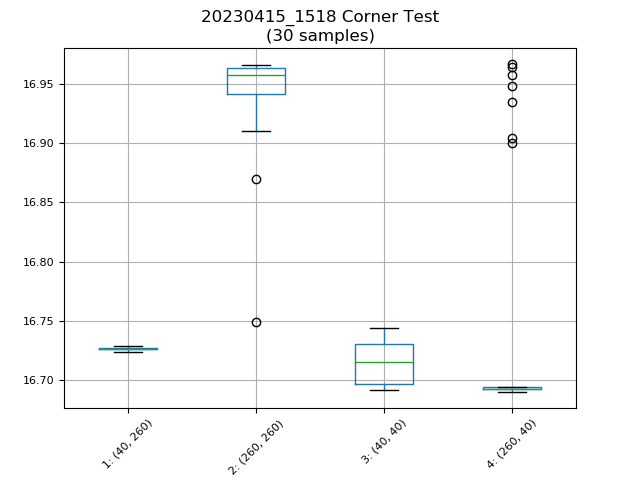 20230415_1518 Corner Test
(30 samples)
16.95
16.90
16.85
16.80
16.75
16.70
1: (40, 260)
2: (260, 260)
3: (40, 40)
4: (260, 40)